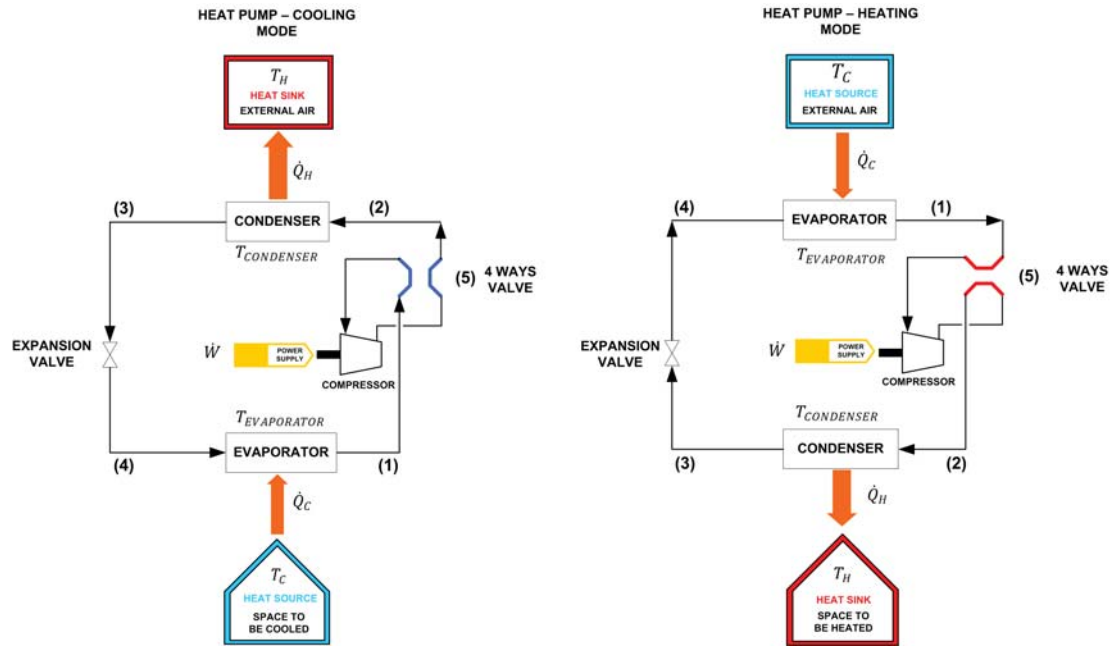 HEAT PUMP – COOLING
MODE
T_H
HEAT SINK
EXTERNAL AIR
Q̇_H
(3)
CONDENSER
(2)
T_CONDENSER
(5)
4 WAYS
VALVE
EXPANSION
VALVE
Ẇ
POWER
SUPPLY
COMPRESSOR
T_EVAPORATOR
EVAPORATOR
(4)
(1)
Q̇_C
T_C
HEAT SOURCE
SPACE TO
BE COOLED
HEAT PUMP – HEATING
MODE
T_C
HEAT SOURCE
EXTERNAL AIR
Q̇_C
(4)
EVAPORATOR
(1)
T_EVAPORATOR
(5)
4 WAYS
VALVE
EXPANSION
VALVE
Ẇ
POWER
SUPPLY
COMPRESSOR
T_CONDENSER
CONDENSER
(3)
(2)
Q̇_H
T_H
HEAT SINK
SPACE TO
BE HEATED